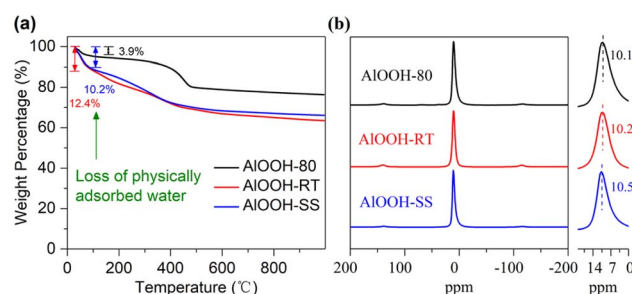 (a)
100
80
60
40
20
0
Weight Percentage (%)
3.9%
10.2%
12.4%
Loss of physically
adsorbed water
AlOOH-80
AlOOH-RT
AlOOH-SS
0 200 400 600 800
Temperature (℃)
(b)
AlOOH-80
AlOOH-RT
AlOOH-SS
200 100 0 -100 -200
ppm
10.1
10.2
10.5
14 7 0
ppm